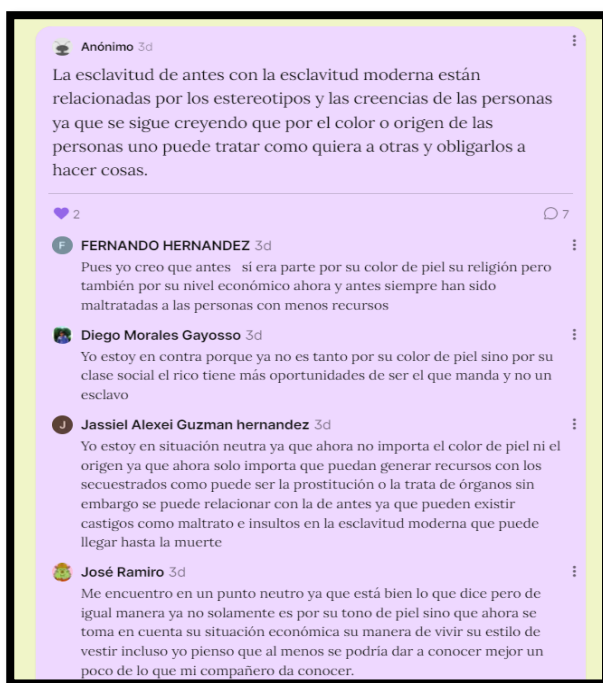 Anónimo 3d
La esclavitud de antes con la esclavitud moderna están
relacionadas por los estereotipos y las creencias de las personas
ya que se sigue creyendo que por el color o origen de las
personas uno puede tratar como quiera a otras y obligarlos a
hacer cosas.
2 7
F FERNANDO HERNANDEZ 3d
Pues yo creo que antes sí era parte por su color de piel su religión pero
también por su nivel económico ahora y antes siempre han sido
maltratadas a las personas con menos recursos
Diego Morales Gayosso 3d
Yo estoy en contra porque ya no es tanto por su color de piel sino por su
clase social el rico tiene más oportunidades de ser el que manda y no un
esclavo
J Jassiel Alexei Guzman hernandez 3d
Yo estoy en situación neutra ya que ahora no importa el color de piel ni el
origen ya que ahora solo importa que puedan generar recursos con los
secuestrados como puede ser la prostitución o la trata de órganos sin
embargo se puede relacionar con la de antes ya que pueden existir
castigos como maltrato e insultos en la esclavitud moderna que puede
llegar hasta la muerte
José Ramiro 3d
Me encuentro en un punto neutro ya que está bien lo que dice pero de
igual manera ya no solamente es por su tono de piel sino que ahora se
toma en cuenta su situación económica su manera de vivir su estilo de
vestir incluso yo pienso que al menos se podría dar a conocer mejor un
poco de lo que mi compañero da conocer.